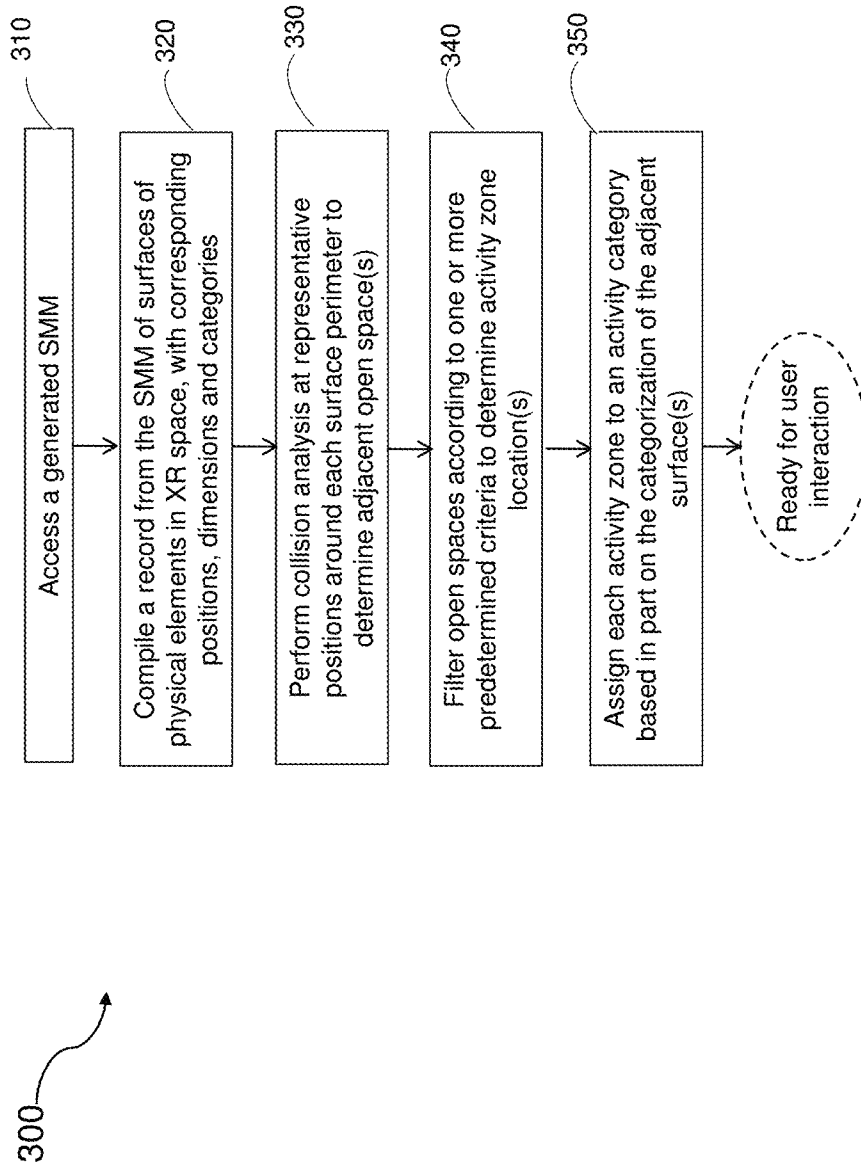 300
310
Access a generated SMM
320
Compile a record from the SMM of surfaces of
physical elements in XR space, with corresponding
positions, dimensions and categories
330
Perform collision analysis at representative
positions around each surface perimeter to
determine adjacent open space(s)
340
Filter open spaces according to one or more
predetermined criteria to determine activity zone
location(s)
350
Assign each activity zone to an activity category
based in part on the categorization of the adjacent
surface(s)
Ready for user
interaction